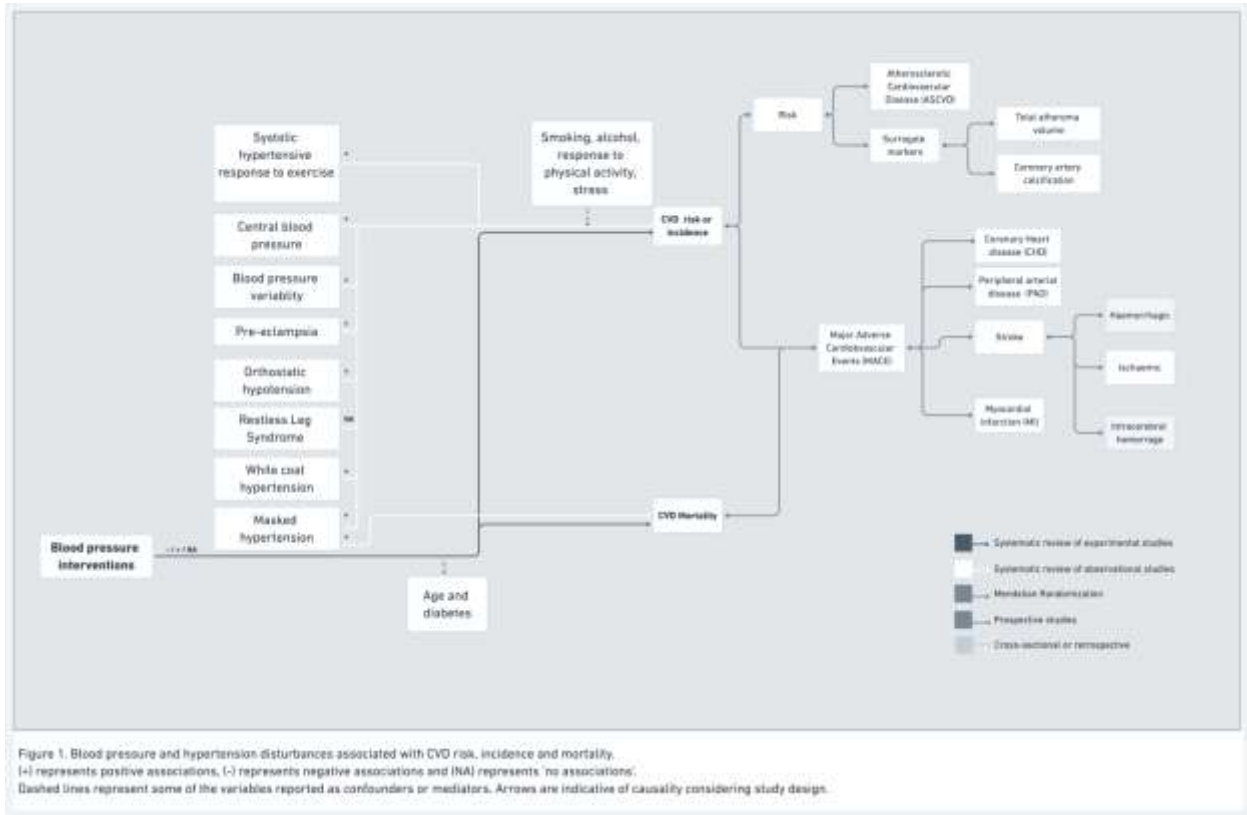 Systolic
hypertensive
response to exercise
+
Central blood
pressure
+
Blood pressure
variablity
+
Pre-eclampsia
+
Orthostatic
hypotension
+
Restless Leg
Syndrome
NA
White coat
hypertension
+
Masked
hypertension
+
+
Blood pressure
interventions
- / + / NA
Smoking, alcohol,
response to
physical activity,
stress
Age and
diabetes
CVD risk or
incidence
CVD Mortality
Risk
Atherosclerotic
Cardiovascular
Disease (ASCVD)
Surrogate
markers
Total atheroma
volume
Coronary artery
calcification
Major Adverse
Events (MACE)
Coronary Heart
disease (CHD)
Peripheral arterial
disease (PAD)
Stroke
Myocardial
infarction (MI)
Ischaemic
Intracerebral
hemorrage
Systematic review of experimental studies
Systematic review of observational studies
Mendelian Randomization
Prospective studies
Cross-sectional or retrospective
Figure 1. Blood pressure and hypertension disturbances associated with CVD risk, incidence and mortality.
(+) represents positive associations, (-) represents negative associations and (NA) represents 'no associations'.
Dashed lines represent some of the variables reported as confounders or mediators. Arrows are indicative of causality considering study design.